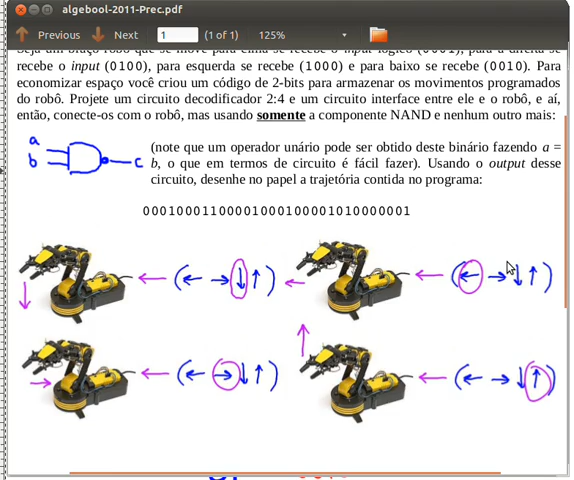 algebool-2011-Prec.pdf
Previous Next 1 (1 of 1) 125%
Seja um braço robô que se move para cima se recebe o input lógico (0001), para a direita se
recebe o input (0100), para esquerda se recebe (1000) e para baixo se recebe (0010). Para
economizar espaço você criou um código de 2-bits para armazenar os movimentos programados
do robô. Projete um circuito decodificador 2:4 e um circuito interface entre ele e o robô, e aí,
então, conecte-os com o robô, mas usando somente a componente NAND e nenhum outro mais:
a
b
c
(note que um operador unário pode ser obtido deste binário fazendo a =
b, o que em termos de circuito é fácil fazer). Usando o output desse
circuito, desenhe no papel a trajetória contida no programa:
0001000110000100010000101000001